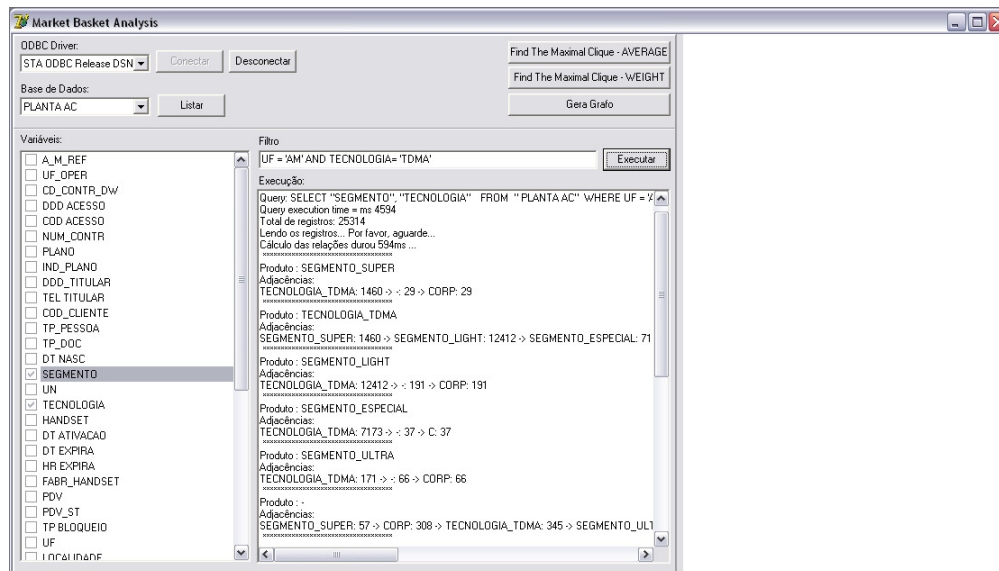 Market Basket Analysis
ODBC Driver:
STA ODBC Release DSN
Conectar
Desconectar
Base de Dados:
PLANTA AC
Listar
Find The Maximal Clique - AVERAGE
Find The Maximal Clique - WEIGHT
Gera Grafo
Variáveis:
A_M_REF
UF_OPER
CD_CONTR_DW
DDD ACESSO
COD ACESSO
NUM_CONTR
PLANO
IND_PLANO
DDD_TITULAR
TEL TITULAR
COD_CLIENTE
TP_PESSOA
TP_DOC
DT NASC
SEGMENTO
UN
TECNOLOGIA
HANDSET
DT ATIVACAO
DT EXPIRA
HR EXPIRA
FABR_HANDSET
PDV
PDV_ST
TP BLOQUEIO
UF
LOCALIDADE
Filtro
UF = 'AM' AND TECNOLOGIA= 'TDMA'
Executar
Execução:
Query: SELECT "SEGMENTO", "TECNOLOGIA" FROM "PLANTA AC" WHERE UF = 'A
Query execution time = ms 4594
Total de registros: 25314
Lendo os registros... Por favor, aguarde...
Cálculo das relações durou 594ms ...
Produto : SEGMENTO_SUPER
Adjacências:
TECNOLOGIA_TDMA: 1460 -> -: 29 -> CORP: 29
Produto : TECNOLOGIA_TDMA
Adjacências:
SEGMENTO_SUPER: 1460 -> SEGMENTO_LIGHT: 12412 -> SEGMENTO_ESPECIAL: 71
Produto : SEGMENTO_LIGHT
Adjacências:
TECNOLOGIA_TDMA: 12412 -> -: 191 -> CORP: 191
Produto : SEGMENTO_ESPECIAL
Adjacências:
TECNOLOGIA_TDMA: 7173 -> -: 37 -> C: 37
Produto : SEGMENTO_ULTRA
Adjacências:
TECNOLOGIA_TDMA: 171 -> -: 66 -> CORP: 66
Produto : -
Adjacências:
SEGMENTO_SUPER: 57 -> CORP: 308 -> TECNOLOGIA_TDMA: 345 -> SEGMENTO_ULT